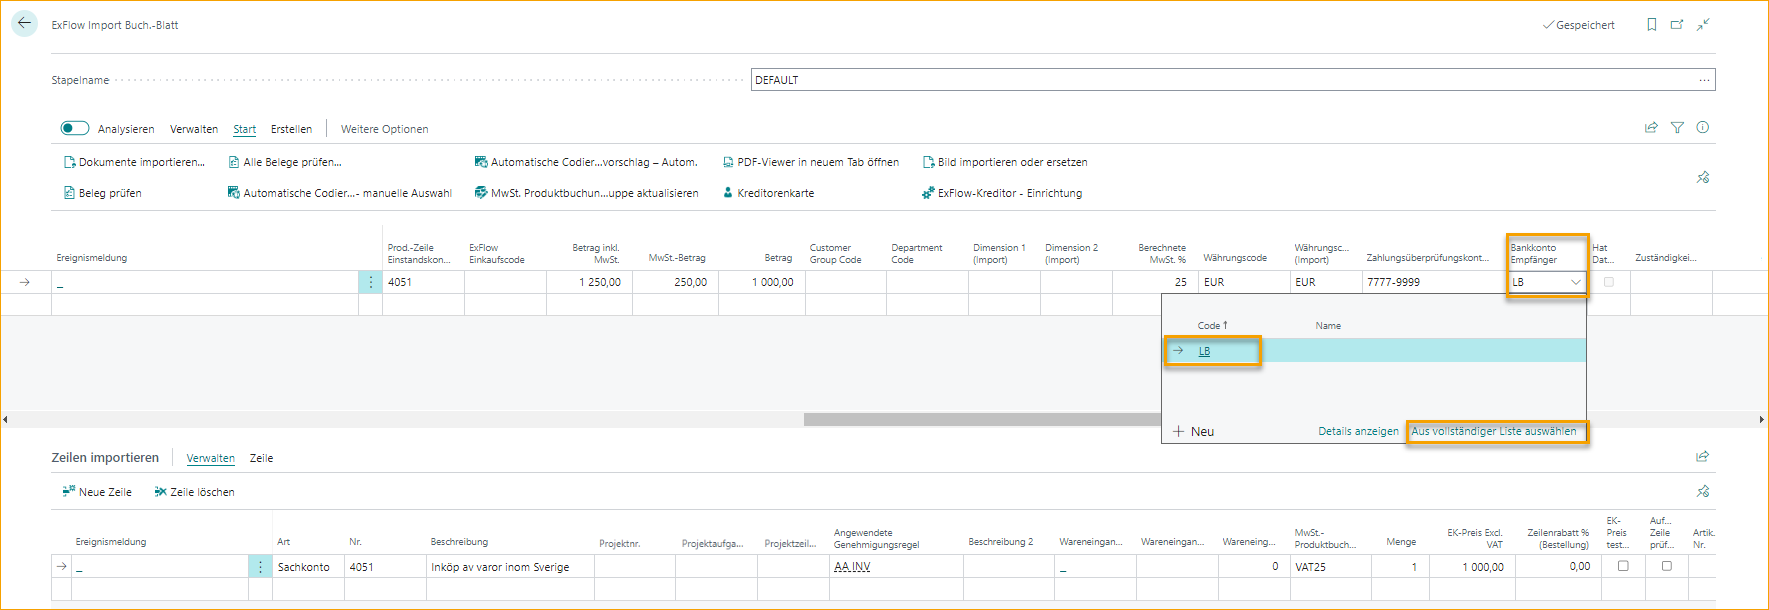 ExFlow Import Buch.-Blatt
Gespeichert
Stapelname
DEFAULT
Analysieren Verwalten Start Erstellen Weitere Optionen
Dokumente importieren... Alle Belege prüfen... Automatische Codier...vorschlag – Autom. PDF-Viewer in neuem Tab öffnen Bild importieren oder ersetzen
Beleg prüfen Automatische Codier...- manuelle Auswahl MwSt. Produktbuchun...uppe aktualisieren Kreditorenkarte ExFlow-Kreditor - Einrichtung
Ereignismeldung
Prod.-Zeile
Einstandskon...
ExFlow
Einkaufscode
Betrag inkl.
MwSt.
MwSt.-Betrag
Betrag
Customer
Group Code
Department
Code
Dimension 1
(Import)
Dimension 2
(Import)
Berechnete
MwSt. %
Währungscode
Währungsc...
(Import)
Zahlungsüberprüfungskont...
Bankkonto
Empfänger
Hat
Dat...
Zuständigkei...
_ 4051 1 250,00 250,00 1 000,00 25 EUR EUR 7777-9999 LB
Code ↑ Name
LB
+ Neu Details anzeigen Aus vollständiger Liste auswählen
Zeilen importieren Verwalten Zeile
Neue Zeile Zeile löschen
Ereignismeldung
Art
Nr.
Beschreibung
Projektnr.
Projektaufga...
Projektzeil...
Angewendete
Genehmigungsregel
Beschreibung 2
Wareneingan...
Wareneingan...
Wareneing...
MwSt.-
Produktbuch...
Menge
EK-Preis Excl.
VAT
Zeilenrabatt %
(Bestellung)
EK-
Preis
test...
Auf...
Zeile
prüf...
Artik.
Nr.
_ Sachkonto 4051 Inköp av varor inom Sverige AA INV _ 0 VAT25 1 1 000,00 0,00